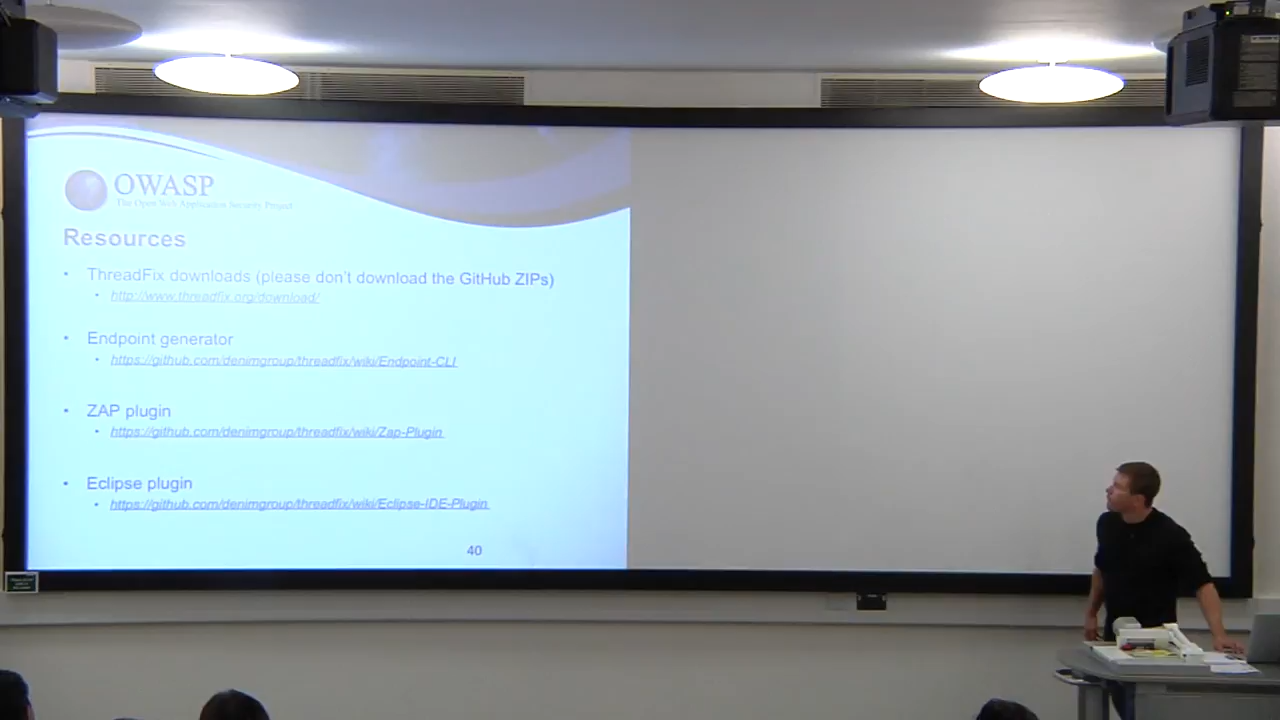 OWASP
The Open Web Application Security Project
Resources
• ThreadFix downloads (please don't download the GitHub ZIPs)
• http://www.threadfix.org/download/
• Endpoint generator
• https://github.com/denimgroup/threadfix/wiki/Endpoint-CLI
• ZAP plugin
• https://github.com/denimgroup/threadfix/wiki/Zap-Plugin
• Eclipse plugin
• https://github.com/denimgroup/threadfix/wiki/Eclipse-IDE-Plugin
40